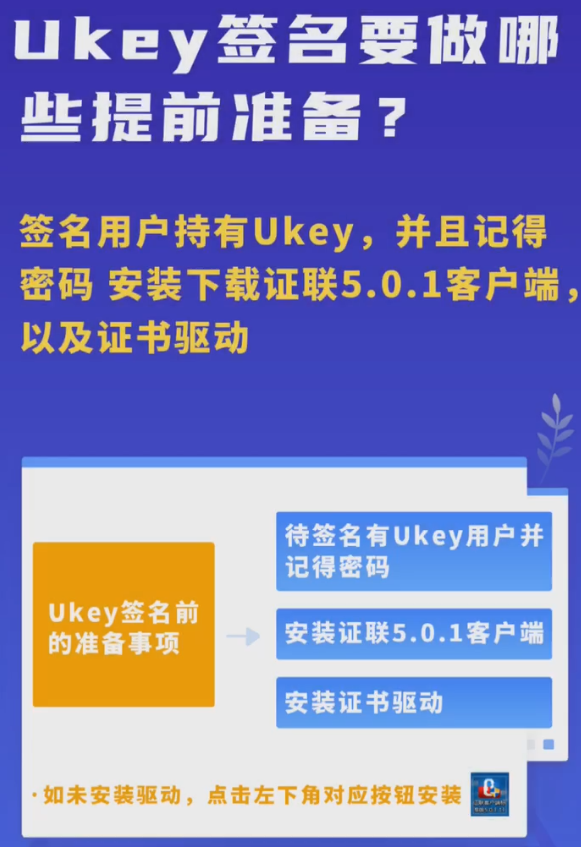 Ukey签名要做哪
些提前准备？
签名用户持有Ukey，并且记得
密码 安装下载证联5.0.1客户端，
以及证书驱动
Ukey签名前
的准备事项
待签名有Ukey用户并
记得密码
安装证联5.0.1客户端
安装证书驱动
·如未安装驱动，点击左下角对应按钮安装